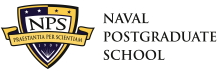 NPS
PRAESTANTIA PER SCIENTIAM
NAVAL
POSTGRADUATE
SCHOOL